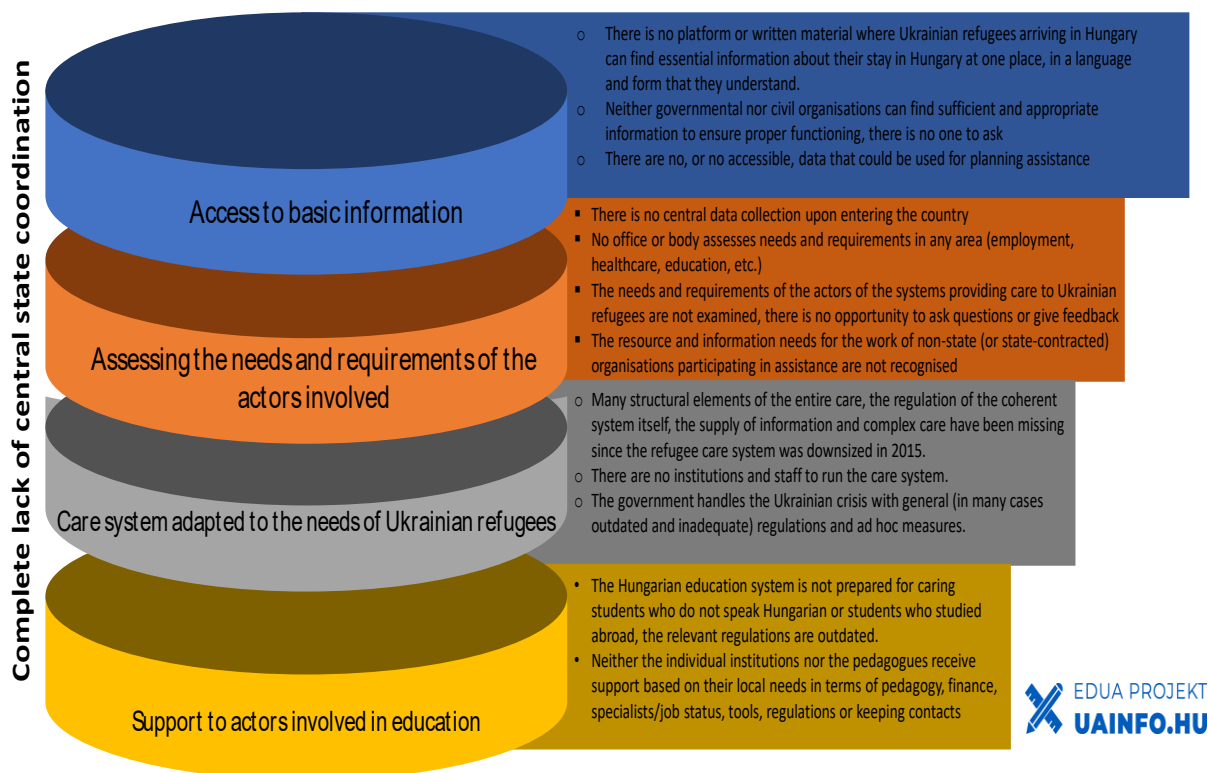 Complete lack of central state coordination
Access to basic information
○ There is no platform or written material where Ukrainian refugees arriving in Hungary
can find essential information about their stay in Hungary at one place, in a language
and form that they understand.
○ Neither governmental nor civil organisations can find sufficient and appropriate
information to ensure proper functioning, there is no one to ask
○ There are no, or no accessible, data that could be used for planning assistance
Assessing the needs and requirements of the
actors involved
▪ There is no central data collection upon entering the country
▪ No office or body assesses needs and requirements in any area (employment,
healthcare, education, etc.)
▪ The needs and requirements of the actors of the systems providing care to Ukrainian
refugees are not examined, there is no opportunity to ask questions or give feedback
▪ The resource and information needs for the work of non-state (or state-contracted)
organisations participating in assistance are not recognised
Care system adapted to the needs of Ukrainian refugees
○ Many structural elements of the entire care, the regulation of the coherent
system itself, the supply of information and complex care have been missing
since the refugee care system was downsized in 2015.
○ There are no institutions and staff to run the care system.
○ The government handles the Ukrainian crisis with general (in many cases
outdated and inadequate) regulations and ad hoc measures.
Support to actors involved in education
• The Hungarian education system is not prepared for caring
students who do not speak Hungarian or students who studied
abroad, the relevant regulations are outdated.
• Neither the individual institutions nor the pedagogues receive
support based on their local needs in terms of pedagogy, finance,
specialists/job status, tools, regulations or keeping contacts
EDUA PROJEKT
UAINFO.HU